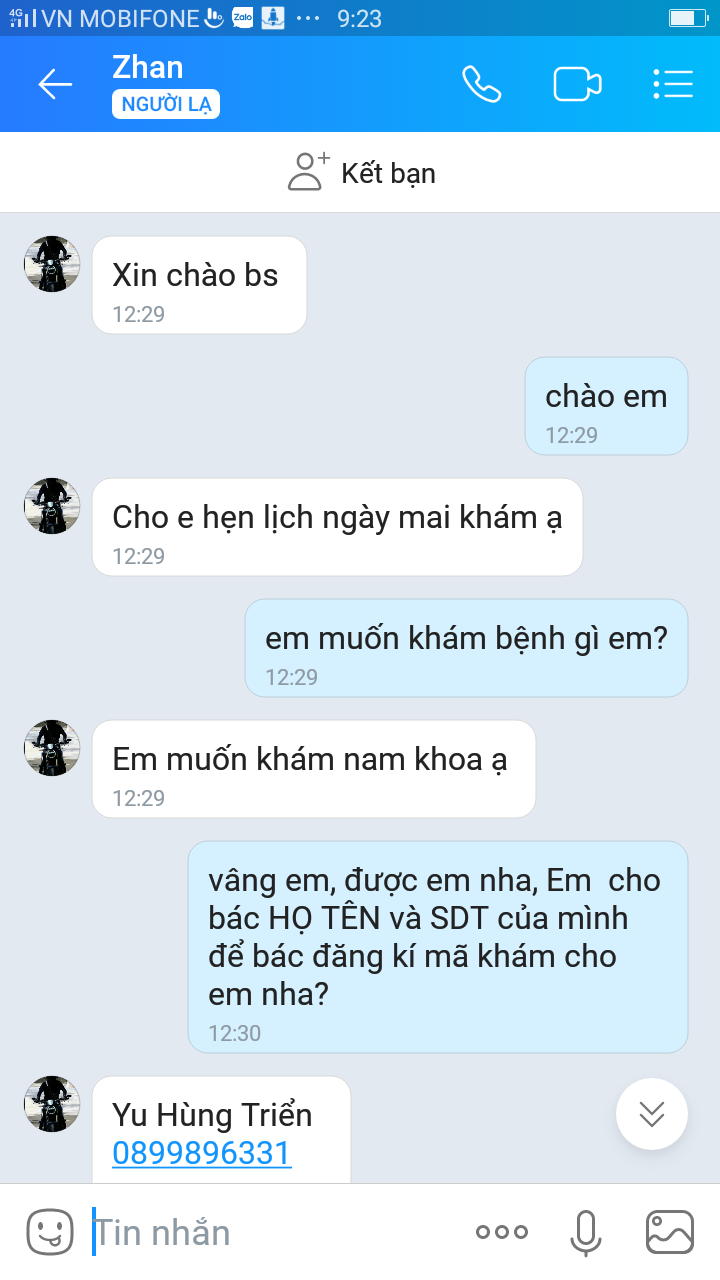 4G VN MOBIFONE Zalo ... 9:23
Zhan
NGƯỜI LẠ
Kết bạn
Xin chào bs
12:29
chào em
12:29
Cho e hẹn lịch ngày mai khám ạ
12:29
em muốn khám bệnh gì em?
12:29
Em muốn khám nam khoa ạ
12:29
vâng em, được em nha, Em  cho
bác HỌ TÊN và SDT của mình
để bác đăng kí mã khám cho
em nha?
12:30
Yu Hùng Triển
0899896331
Tin nhắn